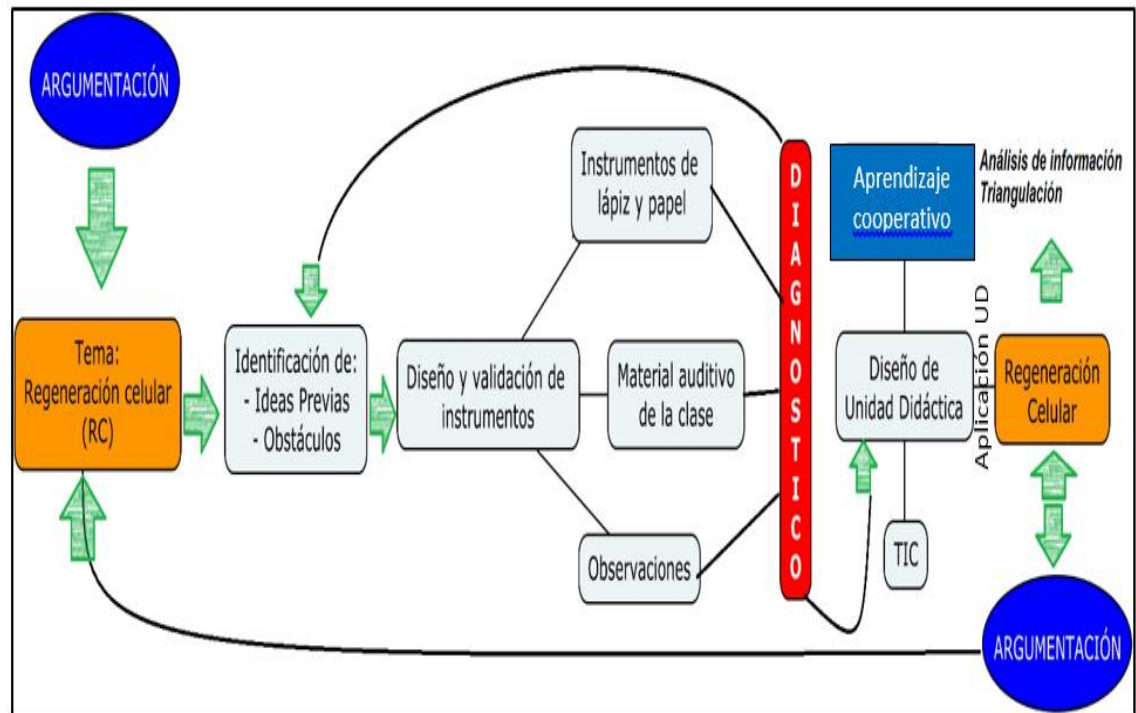 ARGUMENTACIÓN
Tema:
Regeneración celular
(RC)
Identificación de:
- Ideas Previas
- Obstáculos
Diseño y validación de
instrumentos
Instrumentos de
lápiz y papel
Material auditivo
de la clase
Observaciones
DIAGNOSTICO
Aprendizaje
cooperativo
Diseño de
Unidad Didáctica
TIC
Aplicación UD
Análisis de información
Triangulación
Regeneración
Celular
ARGUMENTACIÓN